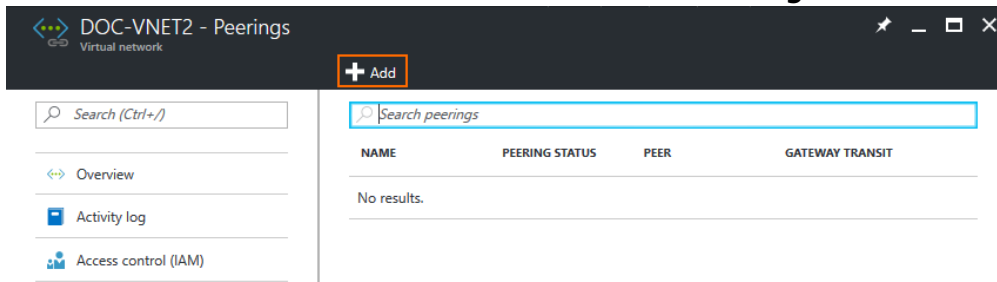 DOC-VNET2 - Peerings
Virtual network
Add
Search (Ctrl+/)
Search peerings
NAME PEERING STATUS PEER GATEWAY TRANSIT
No results.
Overview
Activity log
Access control (IAM)